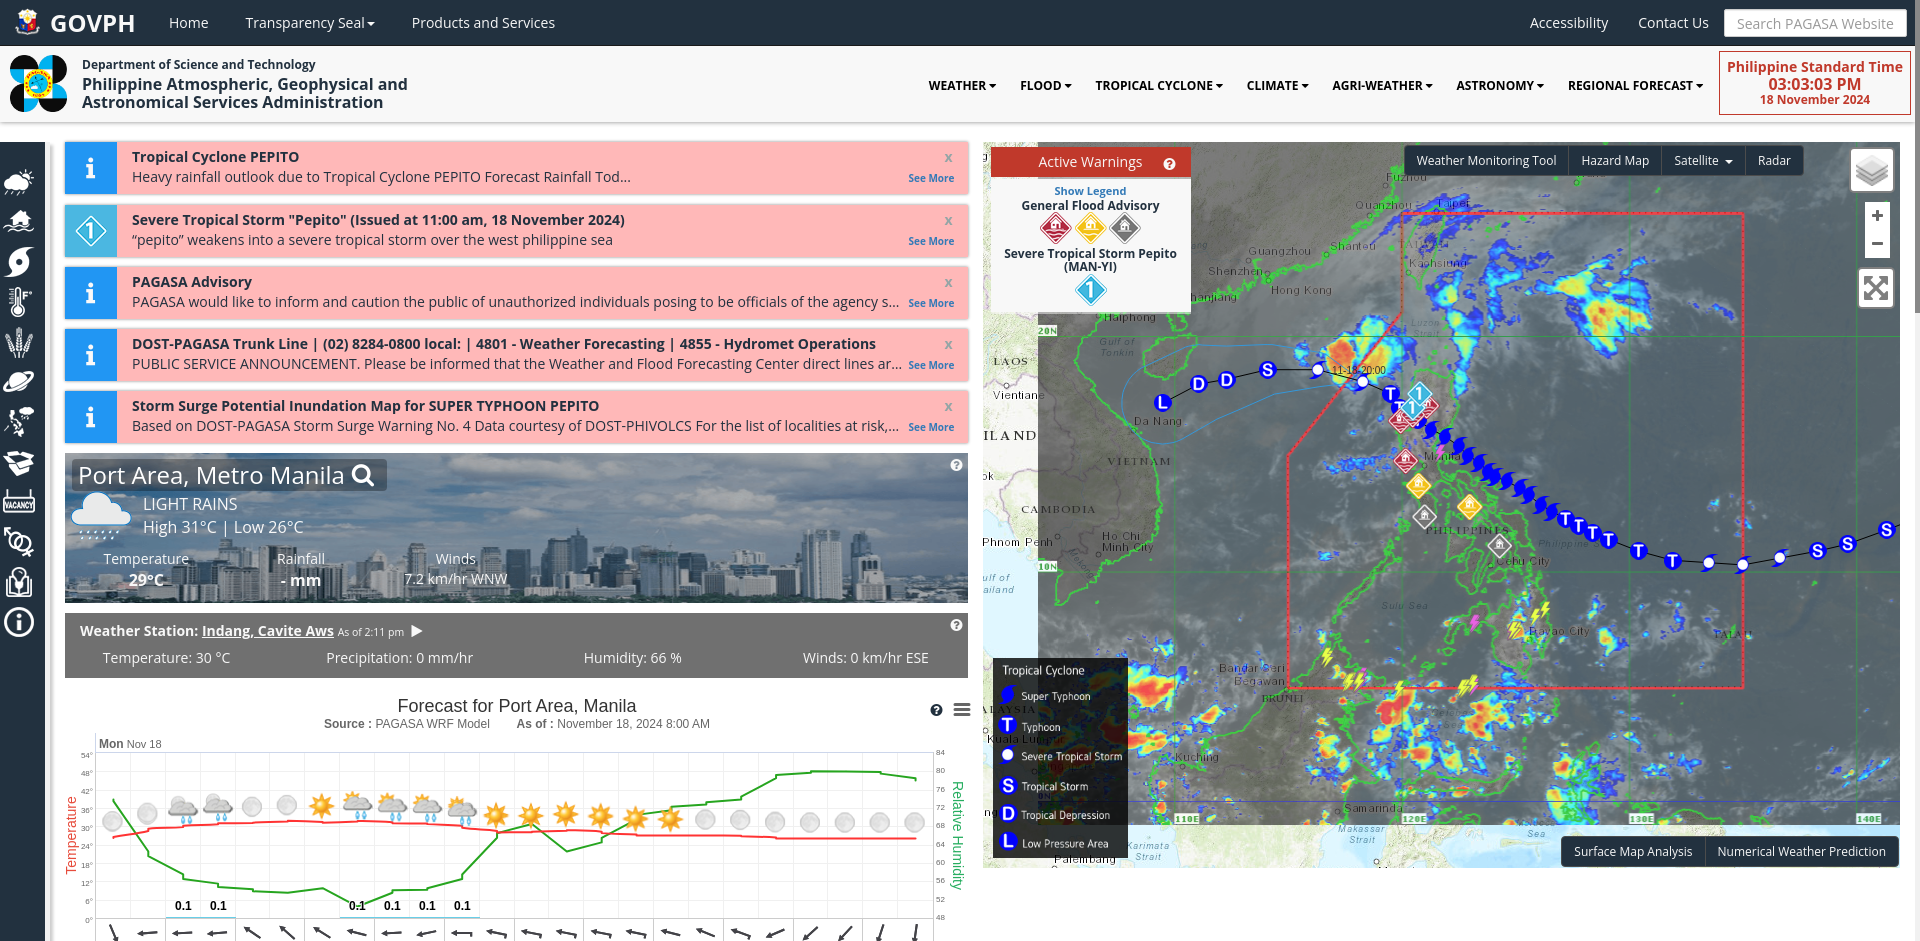 GOVPH
Home
Transparency Seal
Products and Services
Accessibility
Contact Us
Search PAGASA Website
Department of Science and Technology
Philippine Atmospheric, Geophysical and
Astronomical Services Administration
WEATHER
FLOOD
TROPICAL CYCLONE
CLIMATE
AGRI-WEATHER
ASTRONOMY
REGIONAL FORECAST
Philippine Standard Time
03:03:03 PM
18 November 2024
VACANCY
Tropical Cyclone PEPITO
x
Heavy rainfall outlook due to Tropical Cyclone PEPITO Forecast Rainfall Tod...
See More
1
Severe Tropical Storm "Pepito" (Issued at 11:00 am, 18 November 2024)
x
“pepito” weakens into a severe tropical storm over the west philippine sea
See More
PAGASA Advisory
x
PAGASA would like to inform and caution the public of unauthorized individuals posing to be officials of the agency s...
See More
DOST-PAGASA Trunk Line | (02) 8284-0800 local: | 4801 - Weather Forecasting | 4855 - Hydromet Operations
x
PUBLIC SERVICE ANNOUNCEMENT. Please be informed that the Weather and Flood Forecasting Center direct lines ar...
See More
Storm Surge Potential Inundation Map for SUPER TYPHOON PEPITO
x
Based on DOST-PAGASA Storm Surge Warning No. 4 Data courtesy of DOST-PHIVOLCS For the list of localities at risk,...
See More
Port Area, Metro Manila
LIGHT RAINS
High 31°C | Low 26°C
Temperature
29°C
Rainfall
- mm
Winds
7.2 km/hr WNW
Weather Station: Indang, Cavite Aws As of 2:11 pm
Temperature: 30 °C
Precipitation: 0 mm/hr
Humidity: 66 %
Winds: 0 km/hr ESE
Forecast for Port Area, Manila
Source : PAGASA WRF Model As of : November 18, 2024 8:00 AM
Mon Nov 18
54°
48°
42°
36°
30°
24°
18°
12°
6°
0°
Temperature
84
80
76
72
68
64
60
56
52
48
Relative Humidity
0.1
0.1
0.1
0.1
0.1
0.1
Active Warnings
Show Legend
General Flood Advisory
Severe Tropical Storm Pepito
(MAN-YI)
1
Weather Monitoring Tool
Hazard Map
Satellite
Radar
+
−
Fuzhou
Quanzhou
Taipei
Guangzhou
Shantou
Kaohsiung
Shenzhen
Hong Kong
Zhanjiang
Haiphong
20N
Gulf of
Tonkin
Luzon
Strait
LAOS
Vientiane
11-18-20:00
L
D
D
S
T
T
1
1
Da Nang
VIETNAM
Manila
CAMBODIA
Phnom Penh
Ho Chi
Minh City
PHILIPPINES
Philippine
T
T
T
T
T
T
S
S
S
Cebu City
10N
Sulu Sea
Davao City
PALAU
Bandar Seri
Begawan
BRUNEI
Tropical Cyclone
Super Typhoon
T Typhoon
Severe Tropical Storm
S Tropical Storm
D Tropical Depression
L Low Pressure Area
Kuching
Samarinda
110E
120E
130E
140E
Makassar
Strait
Karimata
Strait
Palembang
Sea
Surface Map Analysis
Numerical Weather Prediction